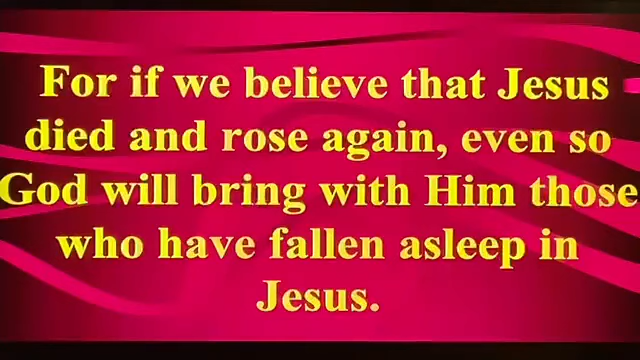 For if we believe that Jesus
died and rose again, even so
God will bring with Him those
who have fallen asleep in
Jesus.